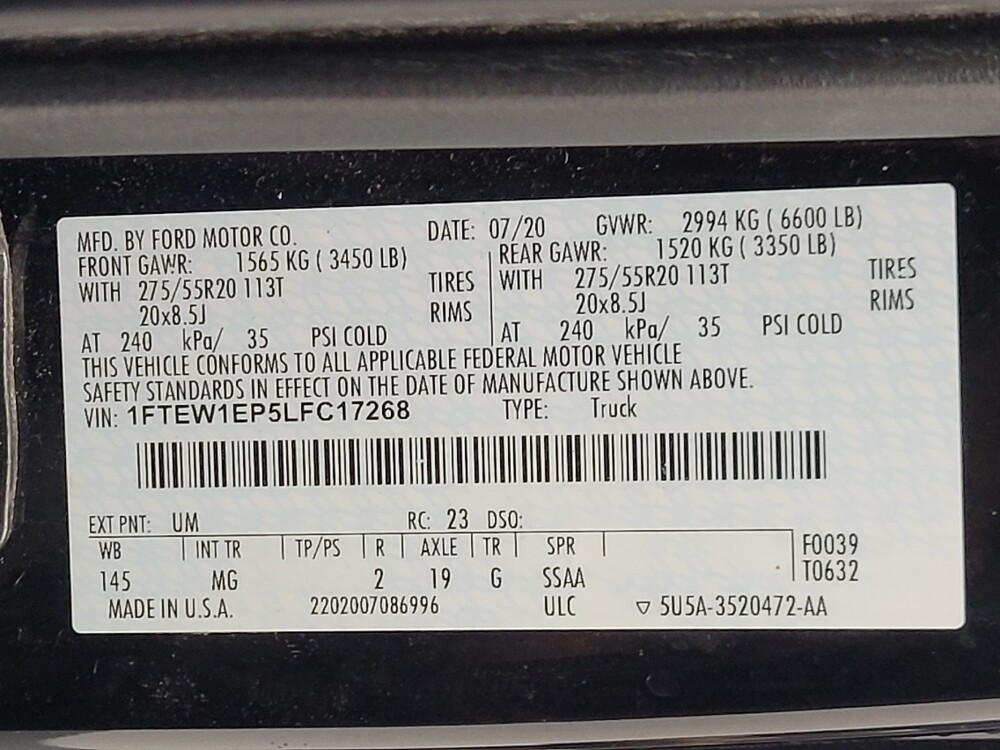 MFD. BY FORD MOTOR CO. DATE: 07/20 GVWR: 2994 KG ( 6600 LB)
FRONT GAWR: 1565 KG ( 3450 LB) REAR GAWR: 1520 KG ( 3350 LB)
WITH 275/55R20 113T TIRES WITH 275/55R20 113T TIRES
20x8.5J RIMS 20x8.5J RIMS
AT 240 kPa/ 35 PSI COLD AT 240 kPa/ 35 PSI COLD
THIS VEHICLE CONFORMS TO ALL APPLICABLE FEDERAL MOTOR VEHICLE
SAFETY STANDARDS IN EFFECT ON THE DATE OF MANUFACTURE SHOWN ABOVE.
VIN: 1FTEW1EP5LFC17268 TYPE: Truck
EXT PNT: UM RC: 23 DSO:
WB INT TR TP/PS R AXLE TR SPR F0039
145 MG 2 19 G SSAA T0632
MADE IN U.S.A. 2202007086996 ULC ▽ 5U5A-3520472-AA